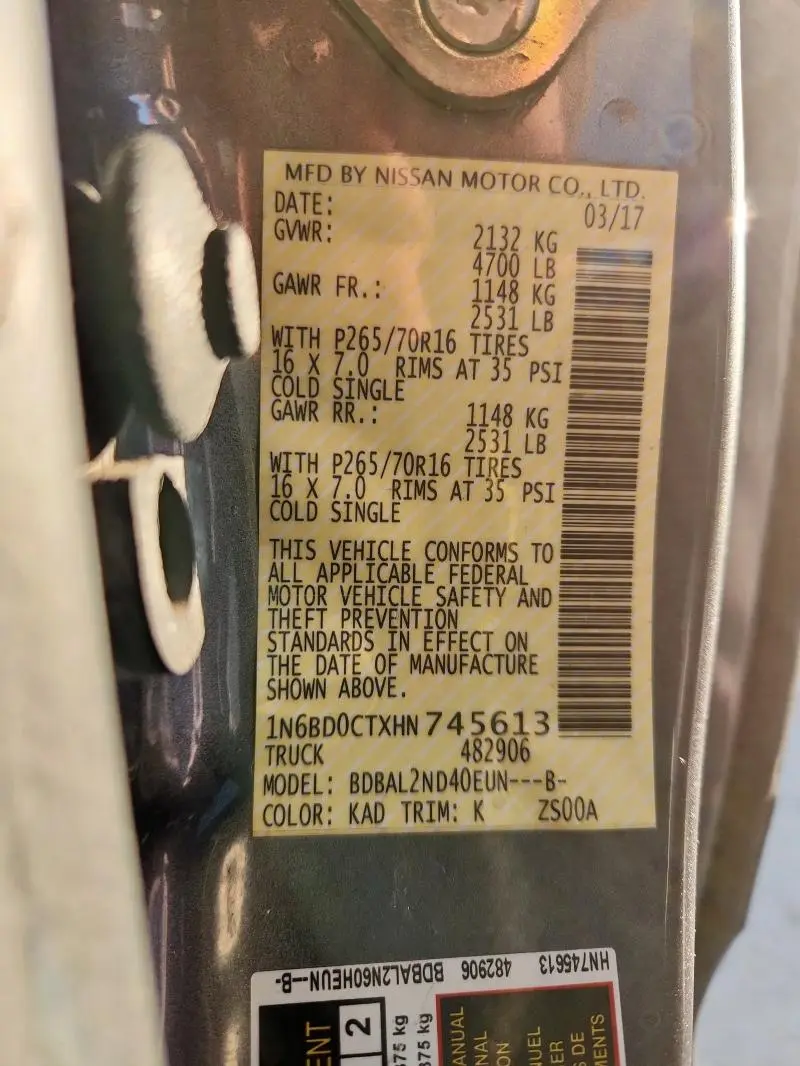 MFD BY NISSAN MOTOR CO., LTD.
DATE: 03/17
GVWR: 2132 KG
4700 LB
GAWR FR.: 1148 KG
2531 LB
WITH P265/70R16 TIRES
16 X 7.0 RIMS AT 35 PSI
COLD SINGLE
GAWR RR.: 1148 KG
2531 LB
WITH P265/70R16 TIRES
16 X 7.0 RIMS AT 35 PSI
COLD SINGLE
THIS VEHICLE CONFORMS TO
ALL APPLICABLE FEDERAL
MOTOR VEHICLE SAFETY AND
THEFT PREVENTION
STANDARDS IN EFFECT ON
THE DATE OF MANUFACTURE
SHOWN ABOVE.
1N6BD0CTXHN 745613
TRUCK 482906
MODEL: BDBAL2ND40EUN---B-
COLOR: KAD TRIM: K ZS00A
HN745613 482906 BDBAL2N60HEUN--B-
2